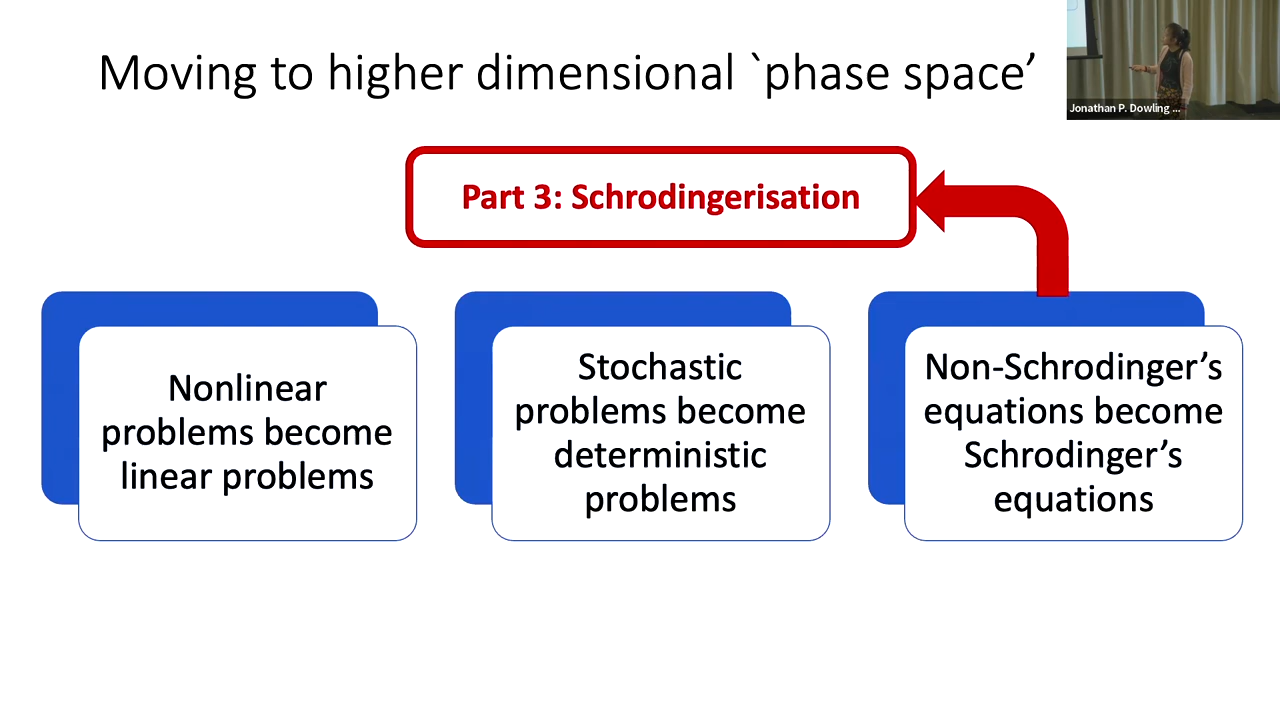 Moving to higher dimensional `phase space’
Jonathan P. Dowling ...
Part 3: Schrodingerisation
Nonlinear
problems become
linear problems
Stochastic
problems become
deterministic
problems
Non-Schrodinger’s
equations become
Schrodinger’s
equations